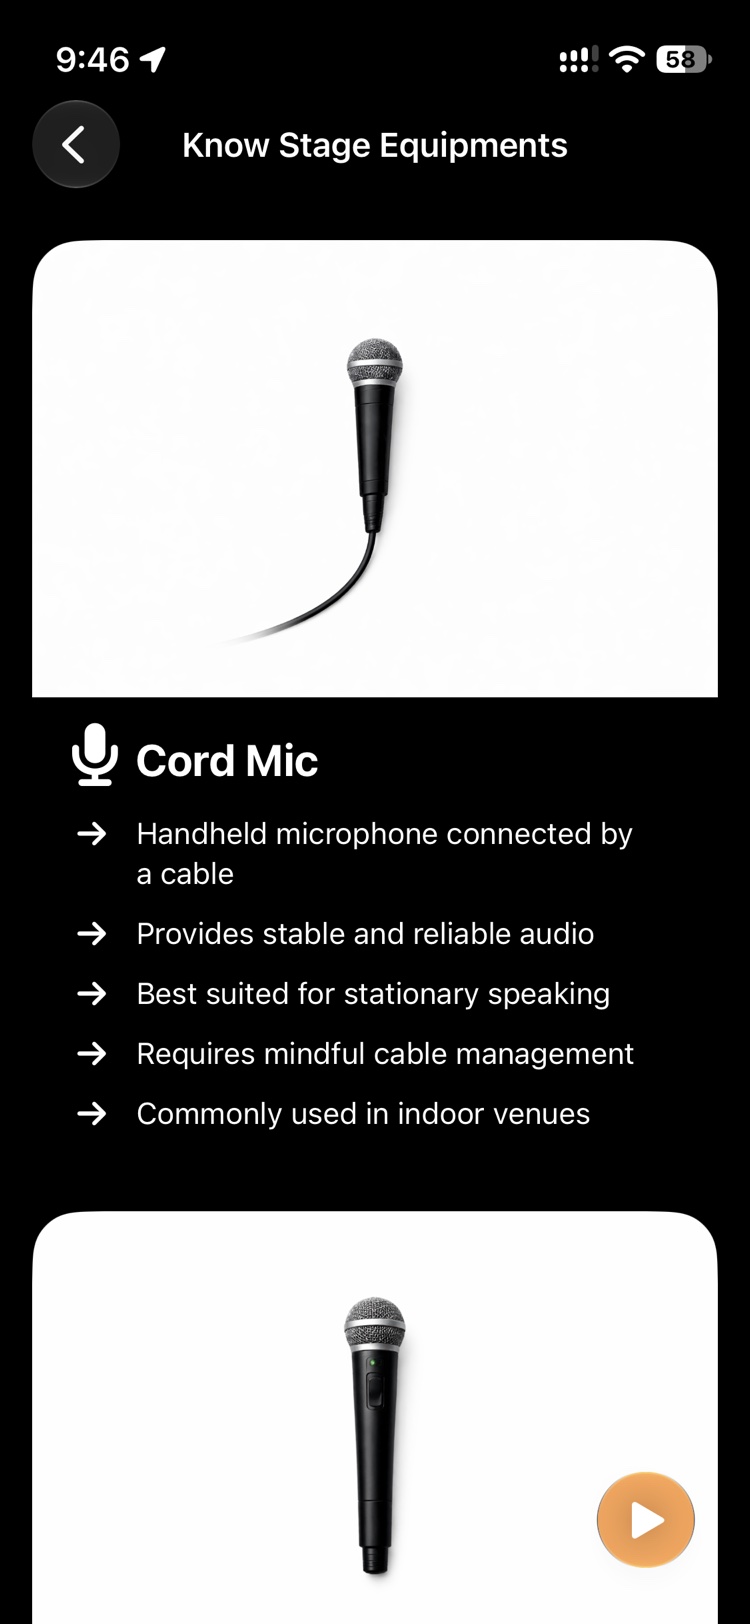 9:46
58
Know Stage Equipments
Cord Mic
Handheld microphone connected by
a cable
Provides stable and reliable audio
Best suited for stationary speaking
Requires mindful cable management
Commonly used in indoor venues